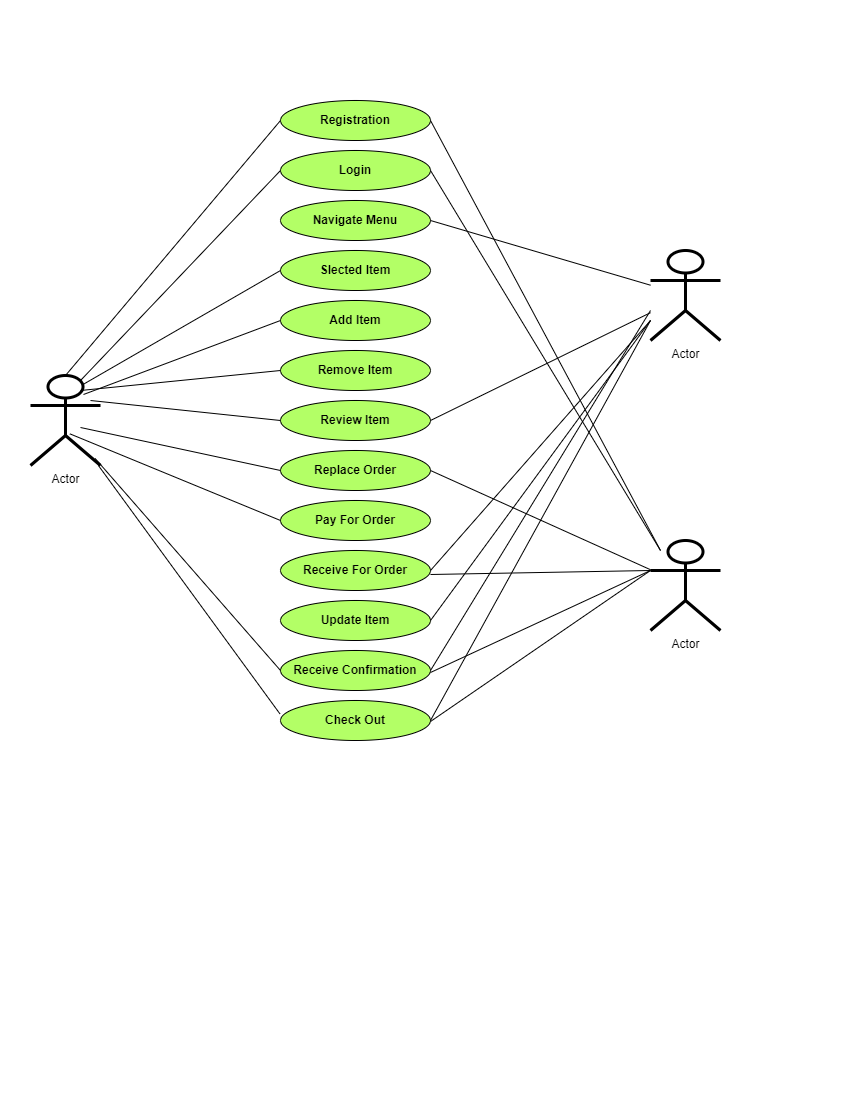 Registration
Login
Navigate Menu
Slected Item
Add Item
Remove Item
Review Item
Replace Order
Pay For Order
Receive For Order
Update Item
Receive Confirmation
Check Out
Actor
Actor
Actor